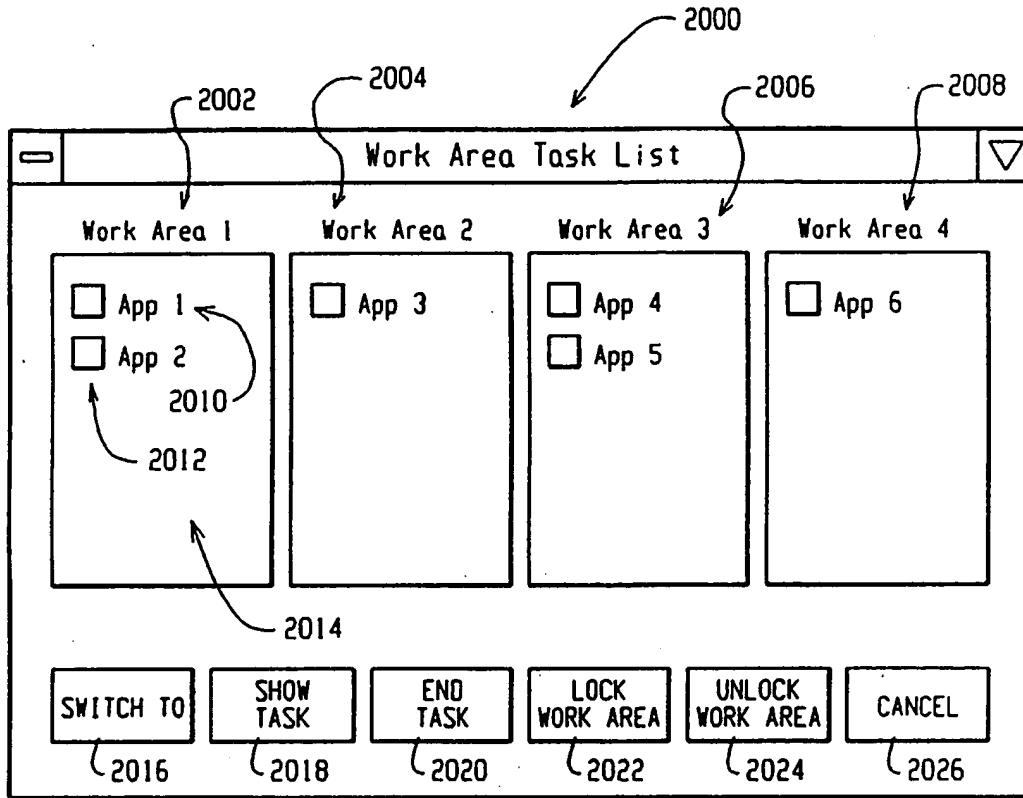 2000
2002
2004
2006
2008
Work Area Task List
Work Area 1
Work Area 2
Work Area 3
Work Area 4
App 1
App 2
2010
2012
2014
App 3
App 4
App 5
App 6
SWITCH TO
SHOW
TASK
END
TASK
LOCK
WORK AREA
UNLOCK
WORK AREA
CANCEL
2016
2018
2020
2022
2024
2026